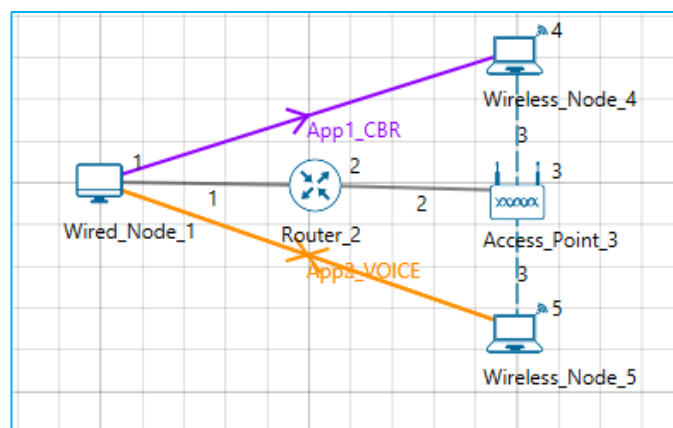 4
Wireless_Node_4
App1_CBR
3
1
2
3
1
2
Wired_Node_1
Router_2
Access_Point_3
App2_VOICE
3
5
Wireless_Node_5